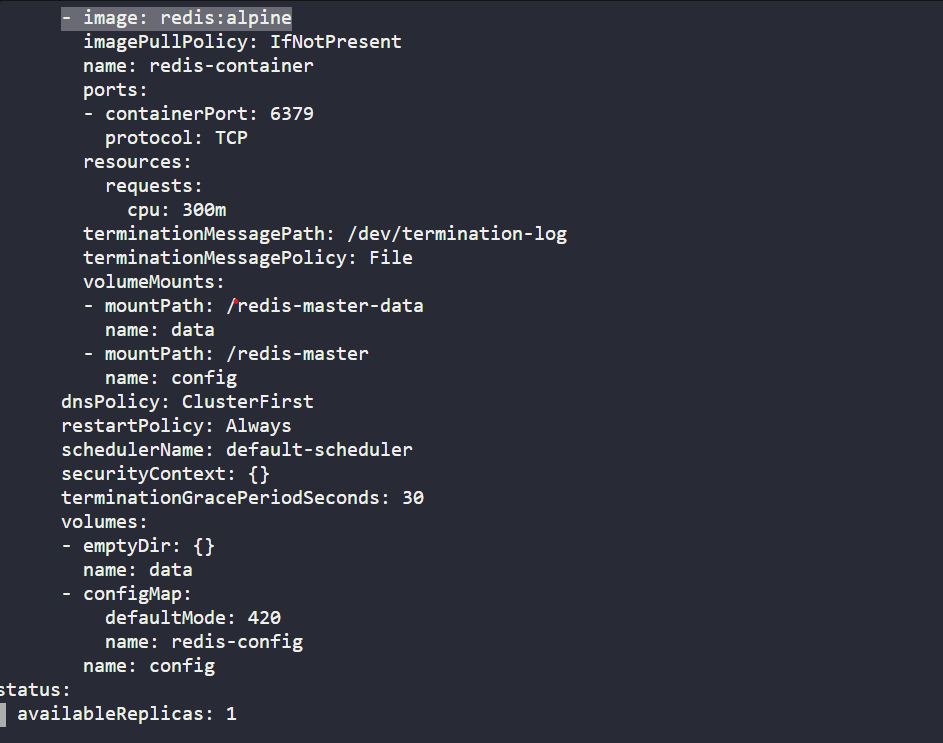 - image: redis:alpine
imagePullPolicy: IfNotPresent
name: redis-container
ports:
- containerPort: 6379
protocol: TCP
resources:
requests:
cpu: 300m
terminationMessagePath: /dev/termination-log
terminationMessagePolicy: File
volumeMounts:
- mountPath: /redis-master-data
name: data
- mountPath: /redis-master
name: config
dnsPolicy: ClusterFirst
restartPolicy: Always
schedulerName: default-scheduler
securityContext: {}
terminationGracePeriodSeconds: 30
volumes:
- emptyDir: {}
name: data
- configMap:
defaultMode: 420
name: redis-config
name: config
status:
availableReplicas: 1